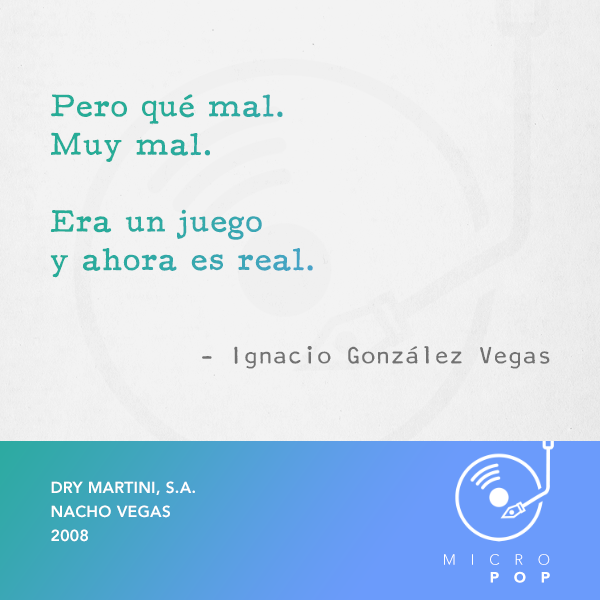 Pero qué mal.
Muy mal.
Era un juego
y ahora es real.
– Ignacio González Vegas
DRY MARTINI, S.A.
NACHO VEGAS
2008
MICRO
POP